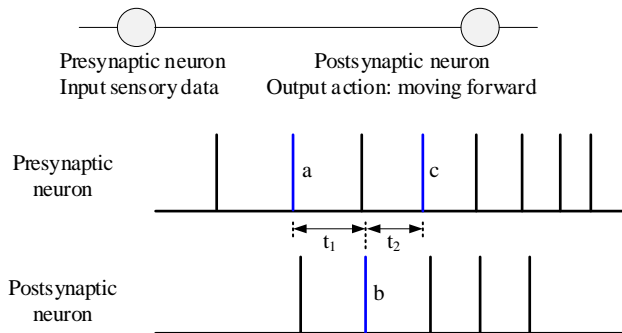 Presynaptic neuron
Input sensory data
Postsynaptic neuron
Output action: moving forward
Presynaptic
neuron
a
c
t₁
t₂
Postsynaptic
neuron
b